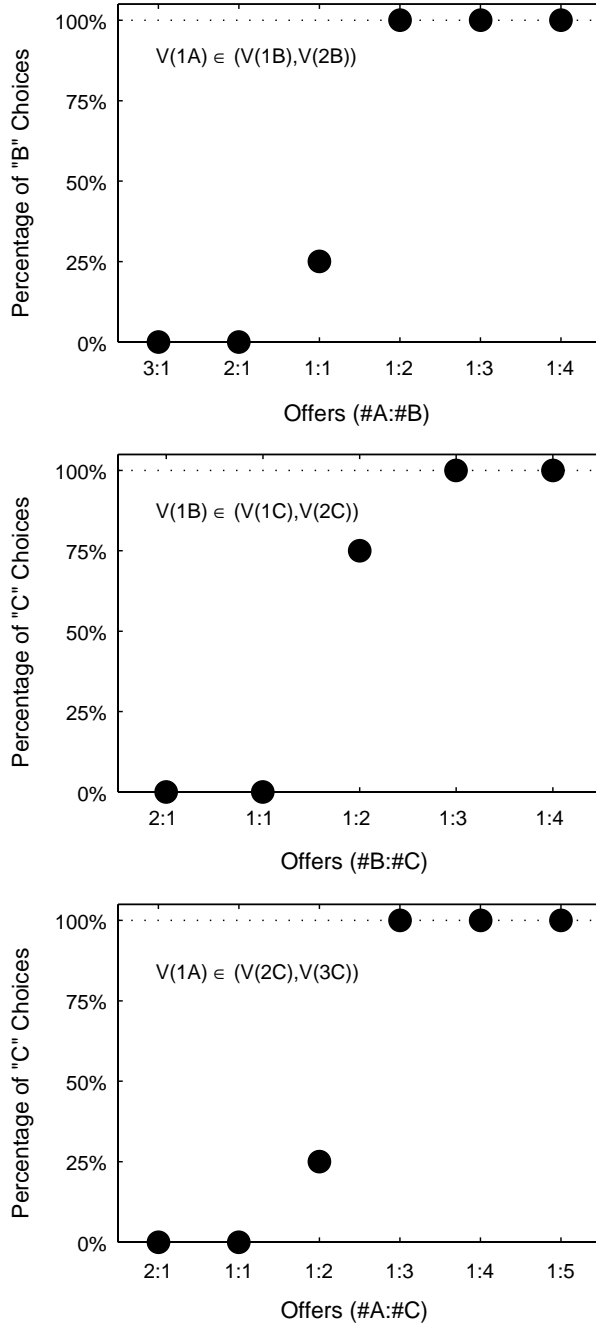 100%
V(1A) ∈ (V(1B),V(2B))
75%
50%
25%
0%
Percentage of "B" Choices
3:1 2:1 1:1 1:2 1:3 1:4
Offers (#A:#B)
100%
V(1B) ∈ (V(1C),V(2C))
75%
50%
25%
0%
Percentage of "C" Choices
2:1 1:1 1:2 1:3 1:4
Offers (#B:#C)
100%
V(1A) ∈ (V(2C),V(3C))
75%
50%
25%
0%
Percentage of "C" Choices
2:1 1:1 1:2 1:3 1:4 1:5
Offers (#A:#C)